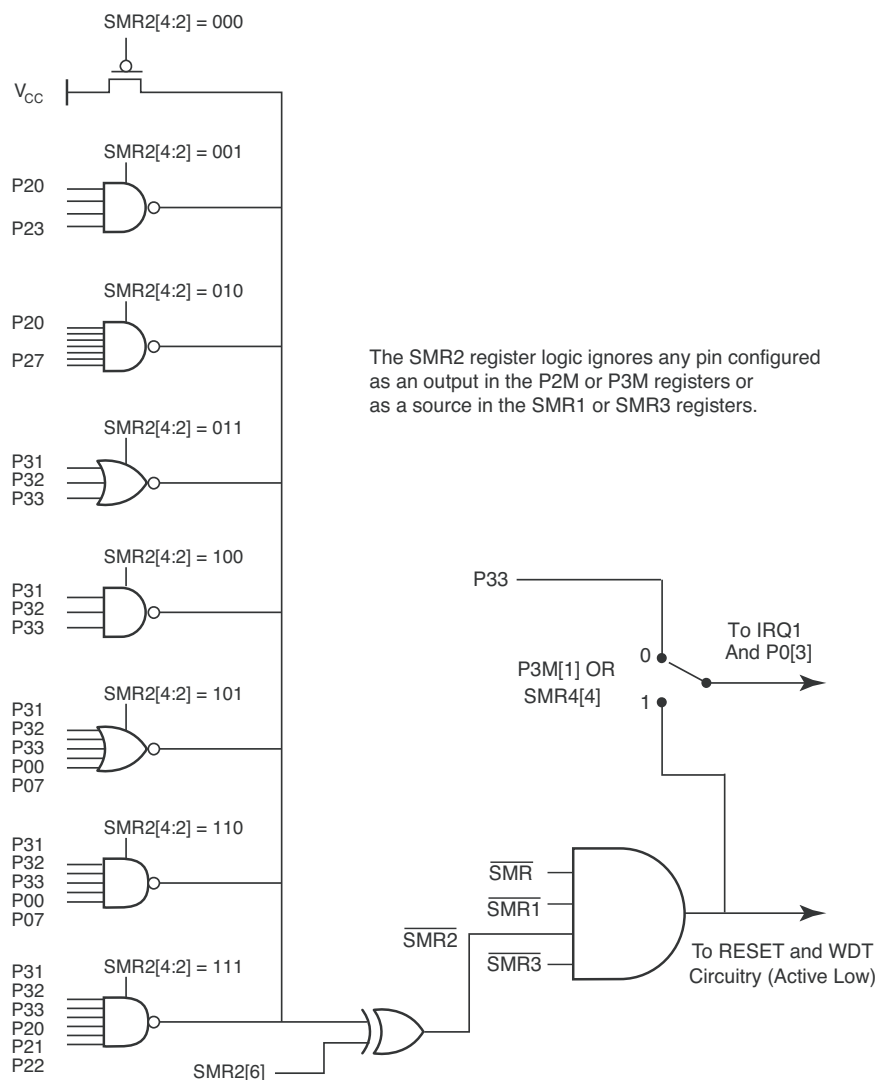 SMR2[4:2] = 000
V_CC
SMR2[4:2] = 001
P20
P23
SMR2[4:2] = 010
P20
P27
The SMR2 register logic ignores any pin configured
as an output in the P2M or P3M registers or
as a source in the SMR1 or SMR3 registers.
SMR2[4:2] = 011
P31
P32
P33
SMR2[4:2] = 100
P31
P32
P33
P33
To IRQ1
And P0[3]
0
P3M[1] OR
SMR4[4]
1
SMR2[4:2] = 101
P31
P32
P33
P00
P07
SMR2[4:2] = 110
P31
P32
P33
P00
P07
S̅M̅R̅
S̅M̅R̅1̅
S̅M̅R̅2̅
S̅M̅R̅3̅
To RESET and WDT
Circuitry (Active Low)
SMR2[4:2] = 111
P31
P32
P33
P20
P21
P22
SMR2[6]